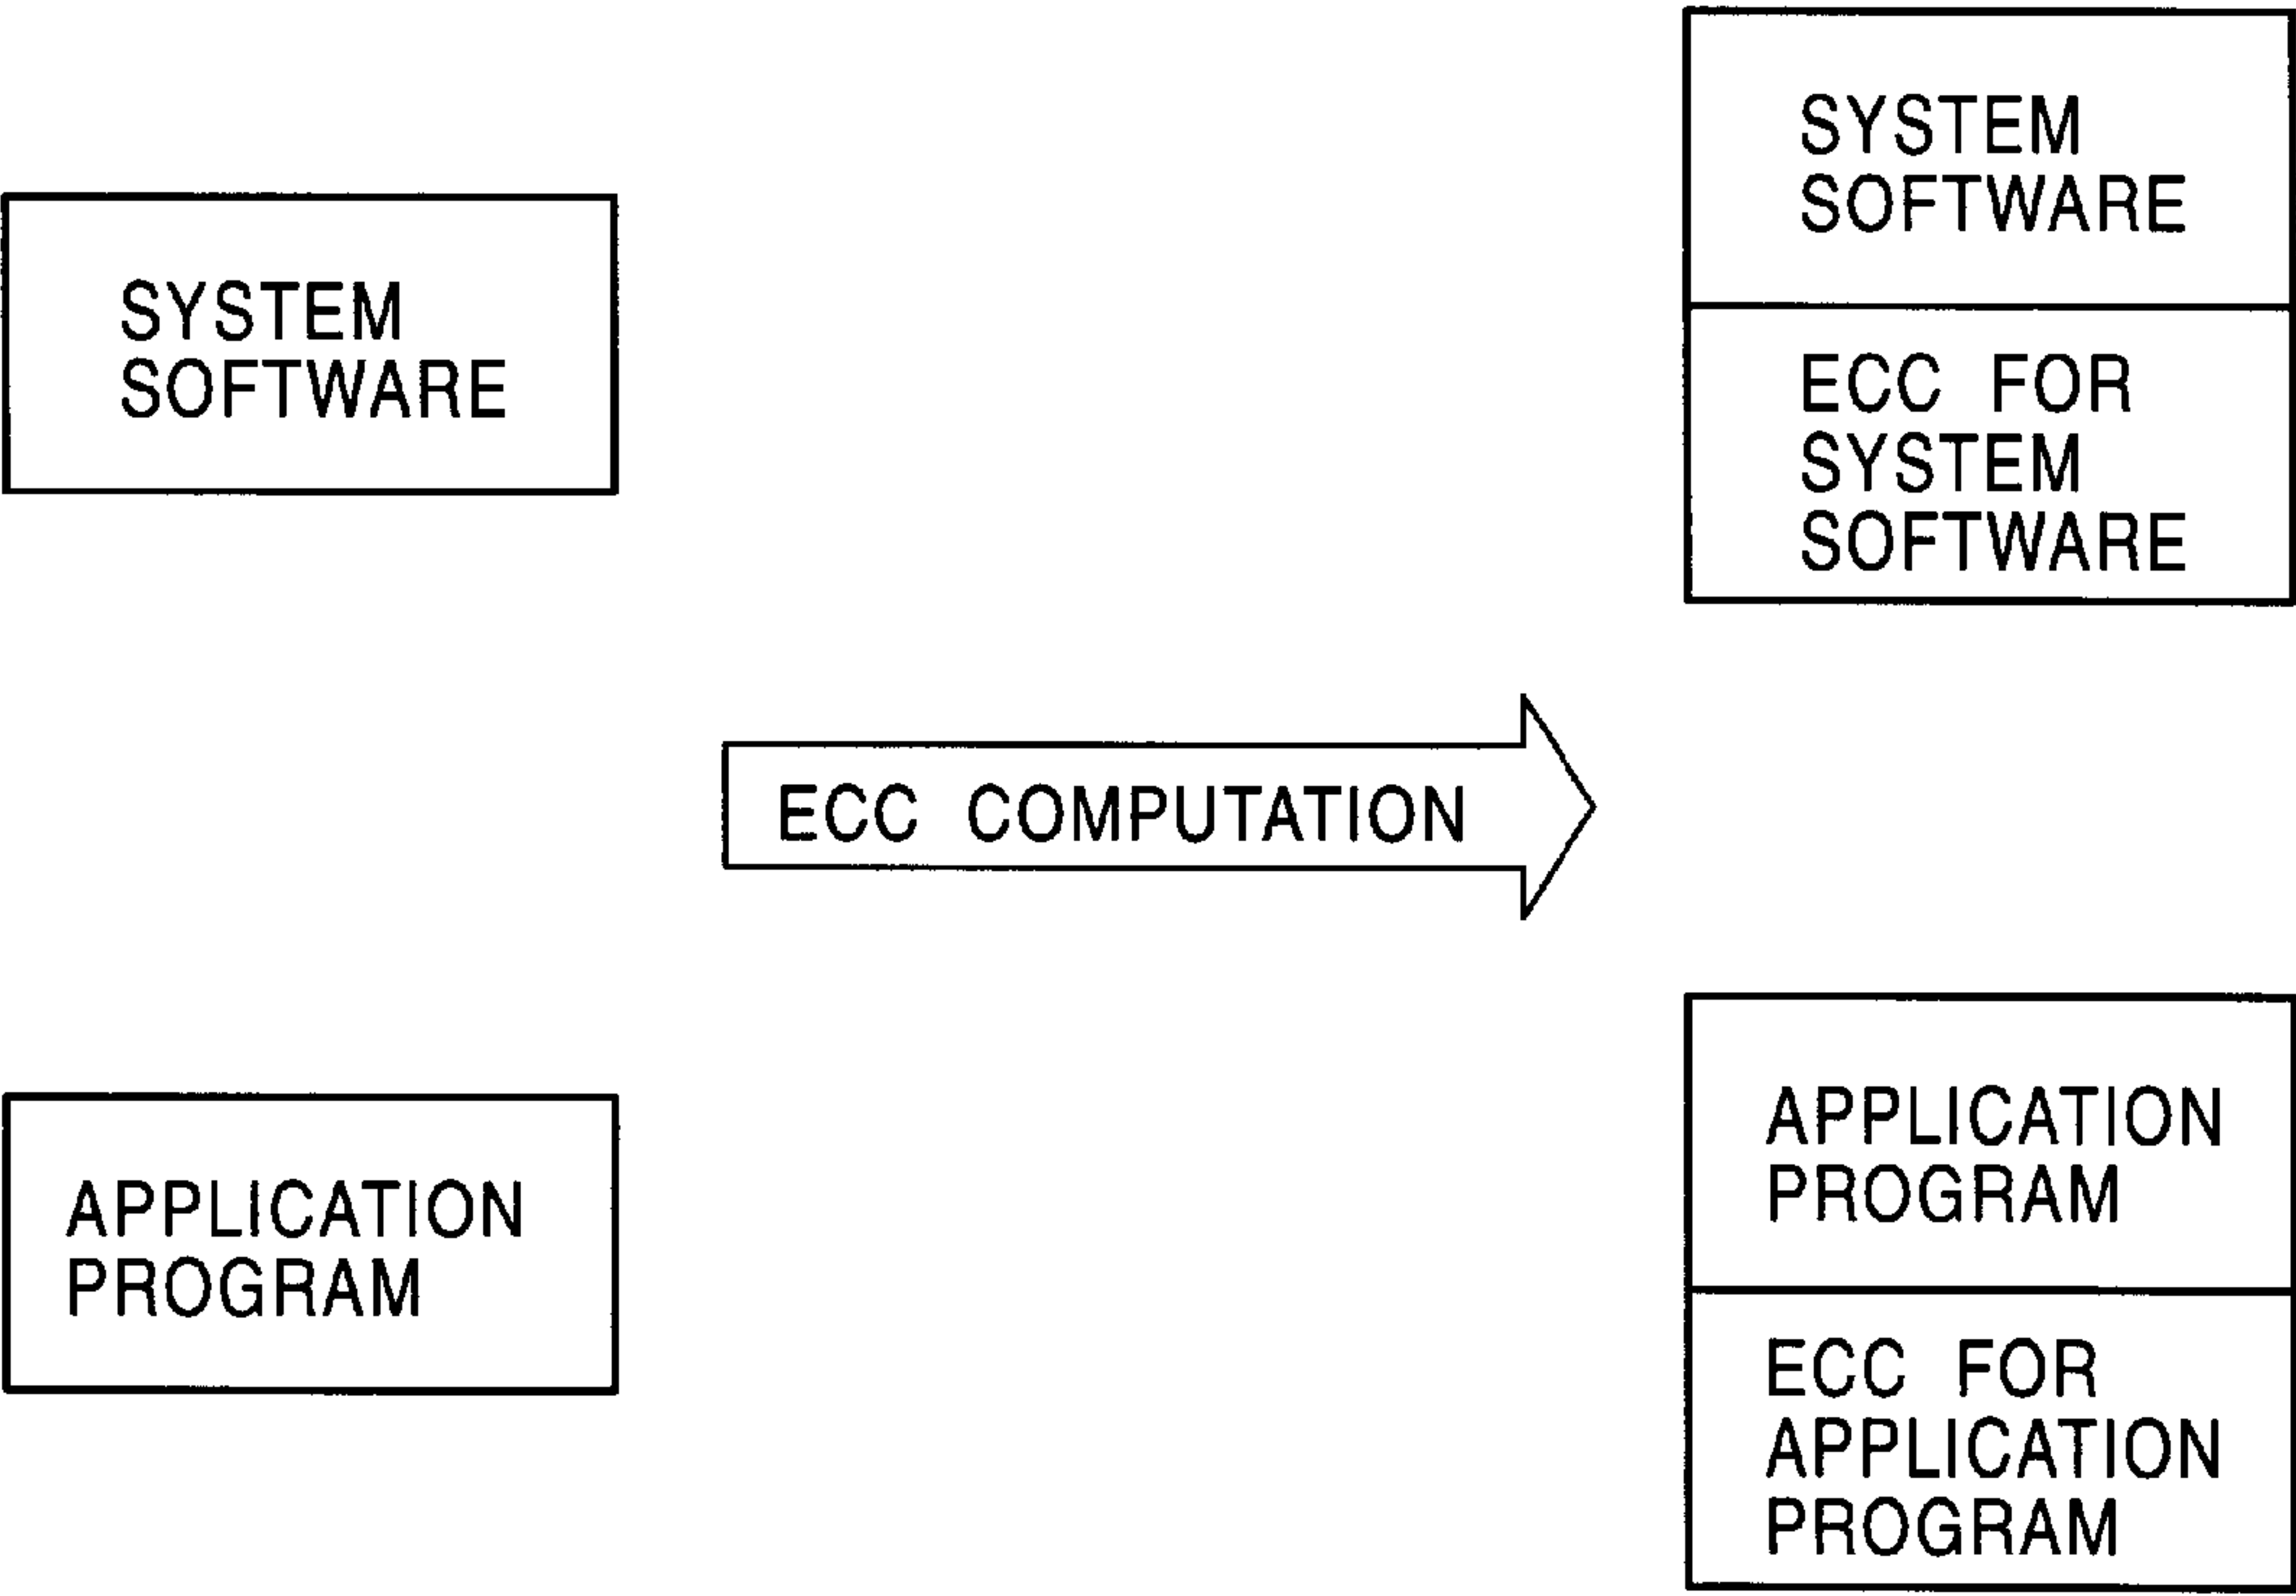 SYSTEM
SOFTWARE
APPLICATION
PROGRAM
ECC COMPUTATION
SYSTEM
SOFTWARE
ECC FOR
SYSTEM
SOFTWARE
APPLICATION
PROGRAM
ECC FOR
APPLICATION
PROGRAM